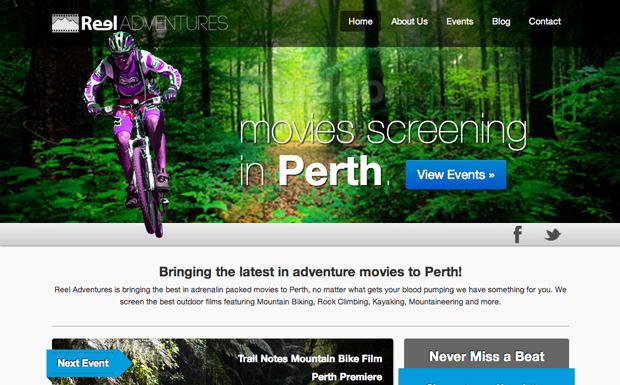 Reel ADVENTURES
Home About Us Events Blog Contact
movies screening
in Perth.
View Events »
Bringing the latest in adventure movies to Perth!
Reel Adventures is bringing the best in adrenalin packed movies to Perth, no matter what gets your blood pumping we have something for you. We
screen the best outdoor films featuring Mountain Biking, Rock Climbing, Kayaking, Mountaineering and more.
Next Event
Trail Notes Mountain Bike Film
Perth Premiere
Never Miss a Beat